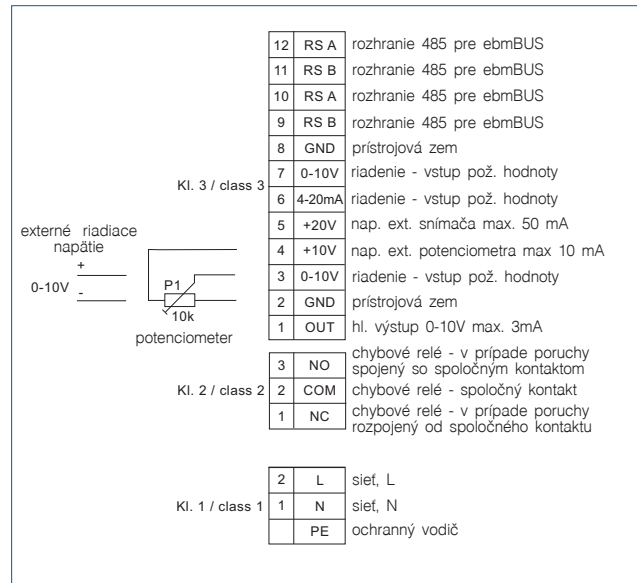 12 RS A rozhranie 485 pre ebmBUS
11 RS B rozhranie 485 pre ebmBUS
10 RS A rozhranie 485 pre ebmBUS
9 RS B rozhranie 485 pre ebmBUS
8 GND prístrojová zem
Kl. 3 / class 3
7 0-10V riadenie - vstup pož. hodnoty
6 4-20mA riadenie - vstup pož. hodnoty
5 +20V nap. ext. snímača max. 50 mA
4 +10V nap. ext. potenciometra max 10 mA
3 0-10V riadenie - vstup pož. hodnoty
2 GND prístrojová zem
1 OUT hl. výstup 0-10V max. 3mA
externé riadiace
napätie
+
0-10V
-
P1
10k
potenciometer
Kl. 2 / class 2
3 NO chybové relé - v prípade poruchy
spojený so spoločným kontaktom
2 COM chybové relé - spoločný kontakt
1 NC chybové relé - v prípade poruchy
rozpojený od spoločného kontaktu
Kl. 1 / class 1
2 L sieť, L
1 N sieť, N
PE ochranný vodič